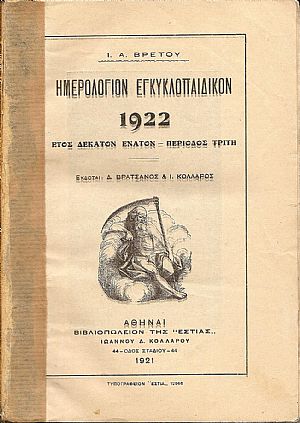 Ι. Α. ΒΡΕΤΟΥ
ΗΜΕΡΟΛΟΓΙΟΝ ΕΓΚΥΚΛΟΠΑΙΔΙΚΟΝ
1922
ΕΤΟΣ ΔΕΚΑΤΟΝ ΕΝΑΤΟΝ – ΠΕΡΙΟΔΟΣ ΤΡΙΤΗ
ΕΚΔΟΤΑΙ: Δ. ΒΡΑΤΣΑΝΟΣ & Ι. ΚΟΛΛΑΡΟΣ
ΑΘΗΝΑΙ
ΒΙΒΛΙΟΠΩΛΕΙΟΝ ΤΗΣ "ΕΣΤΙΑΣ„
ΙΩΑΝΝΟΥ Δ. ΚΟΛΛΑΡΟΥ
44–ΟΔΟΣ ΣΤΑΔΙΟΥ–44
1921
ΤΥΠΟΓΡΑΦΕΙΟΝ "ΕΣΤΙΑ„